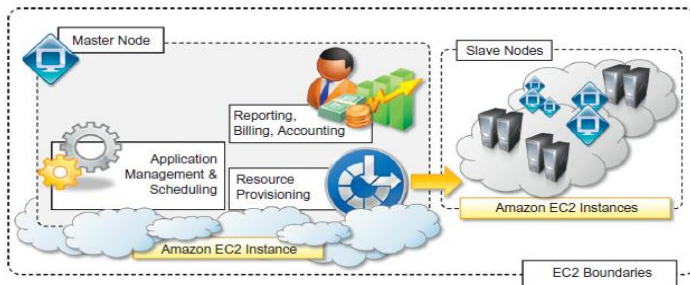 Master Node
Slave Nodes
Reporting,
Billing, Accounting
Application
Management &
Scheduling
Resource
Provisioning
Amazon EC2 Instances
Amazon EC2 Instance
EC2 Boundaries